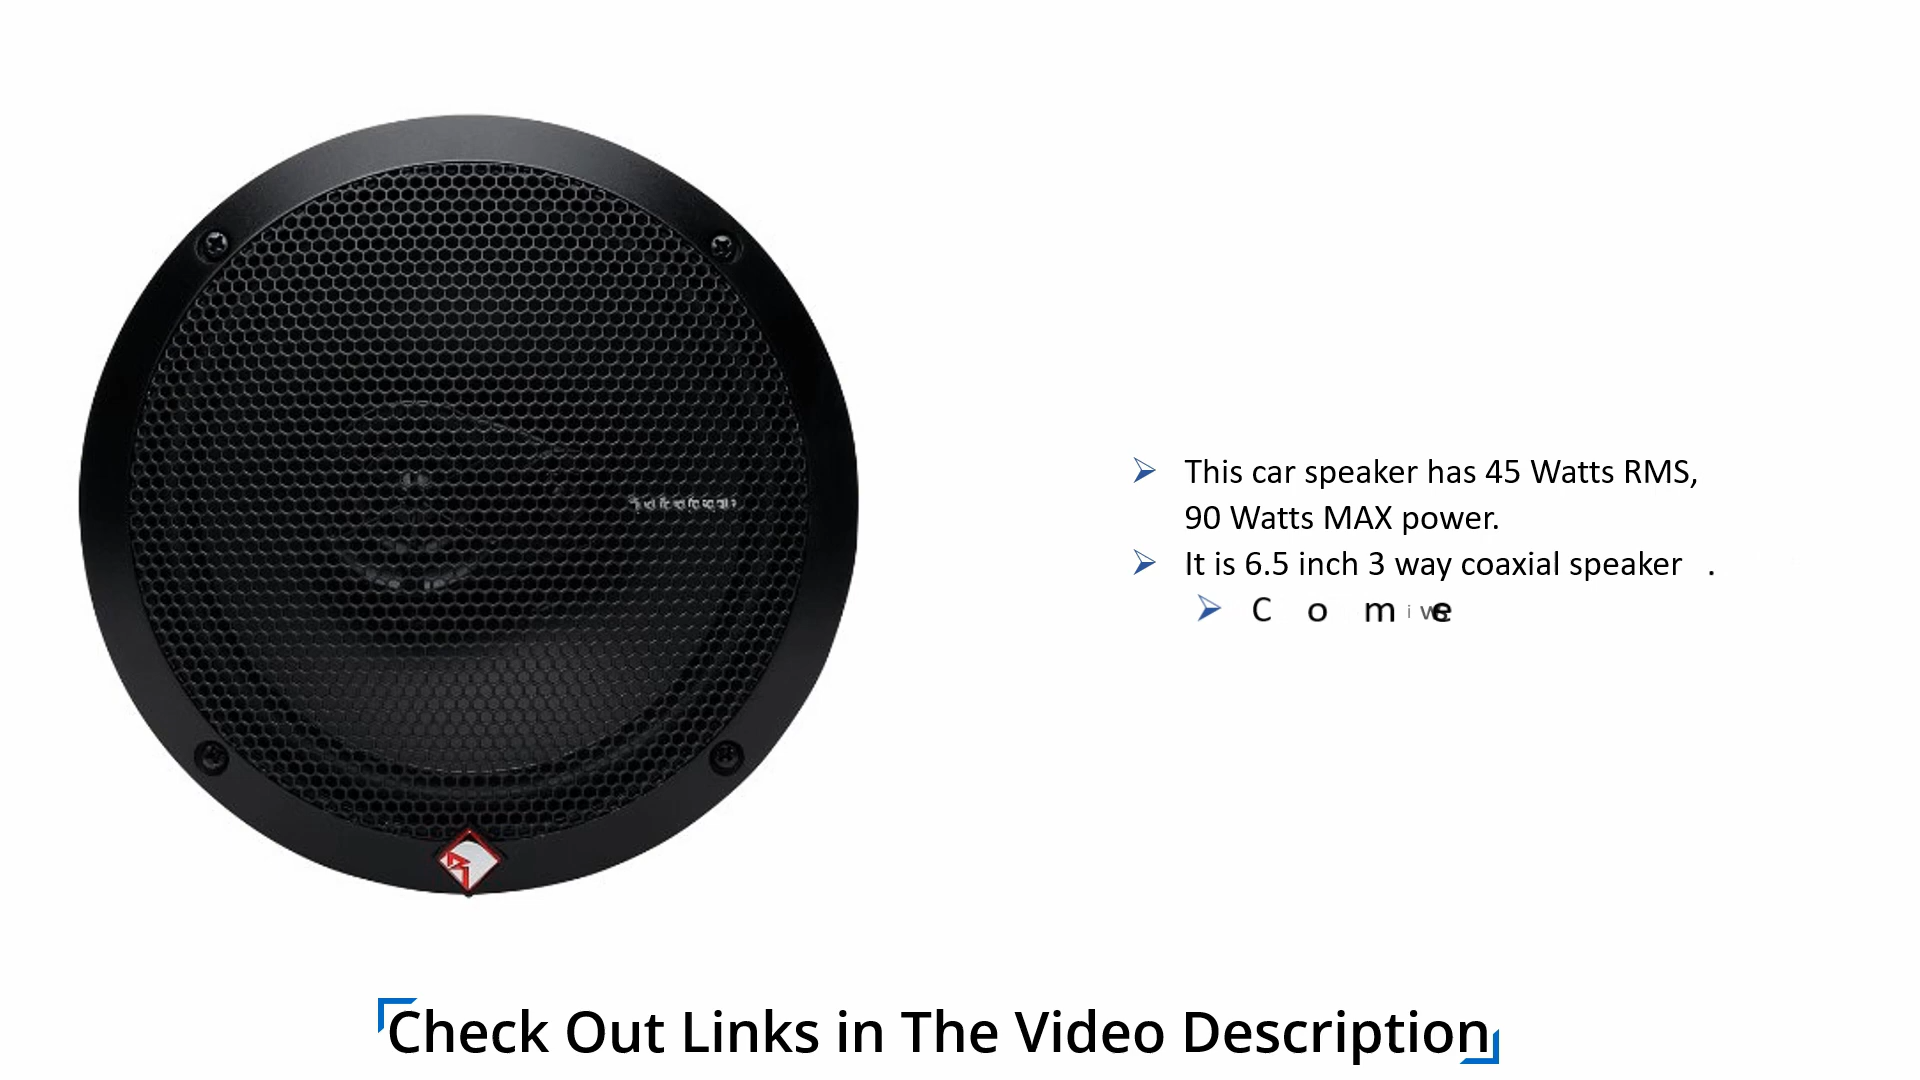 This car speaker has 45 Watts RMS,
90 Watts MAX power.
It is 6.5 inch 3 way coaxial speaker .
Check Out Links in The Video Description